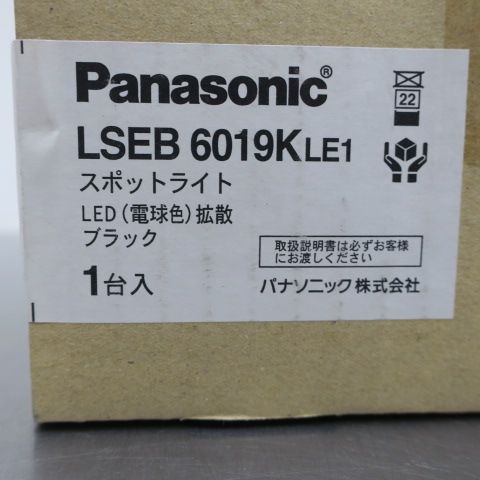 Panasonic®
LSEB 6019K LE1
スポットライト
LED（電球色）拡散
ブラック
1台入
22
取扱説明書は必ずお客様
にお渡しください
パナソニック株式会社